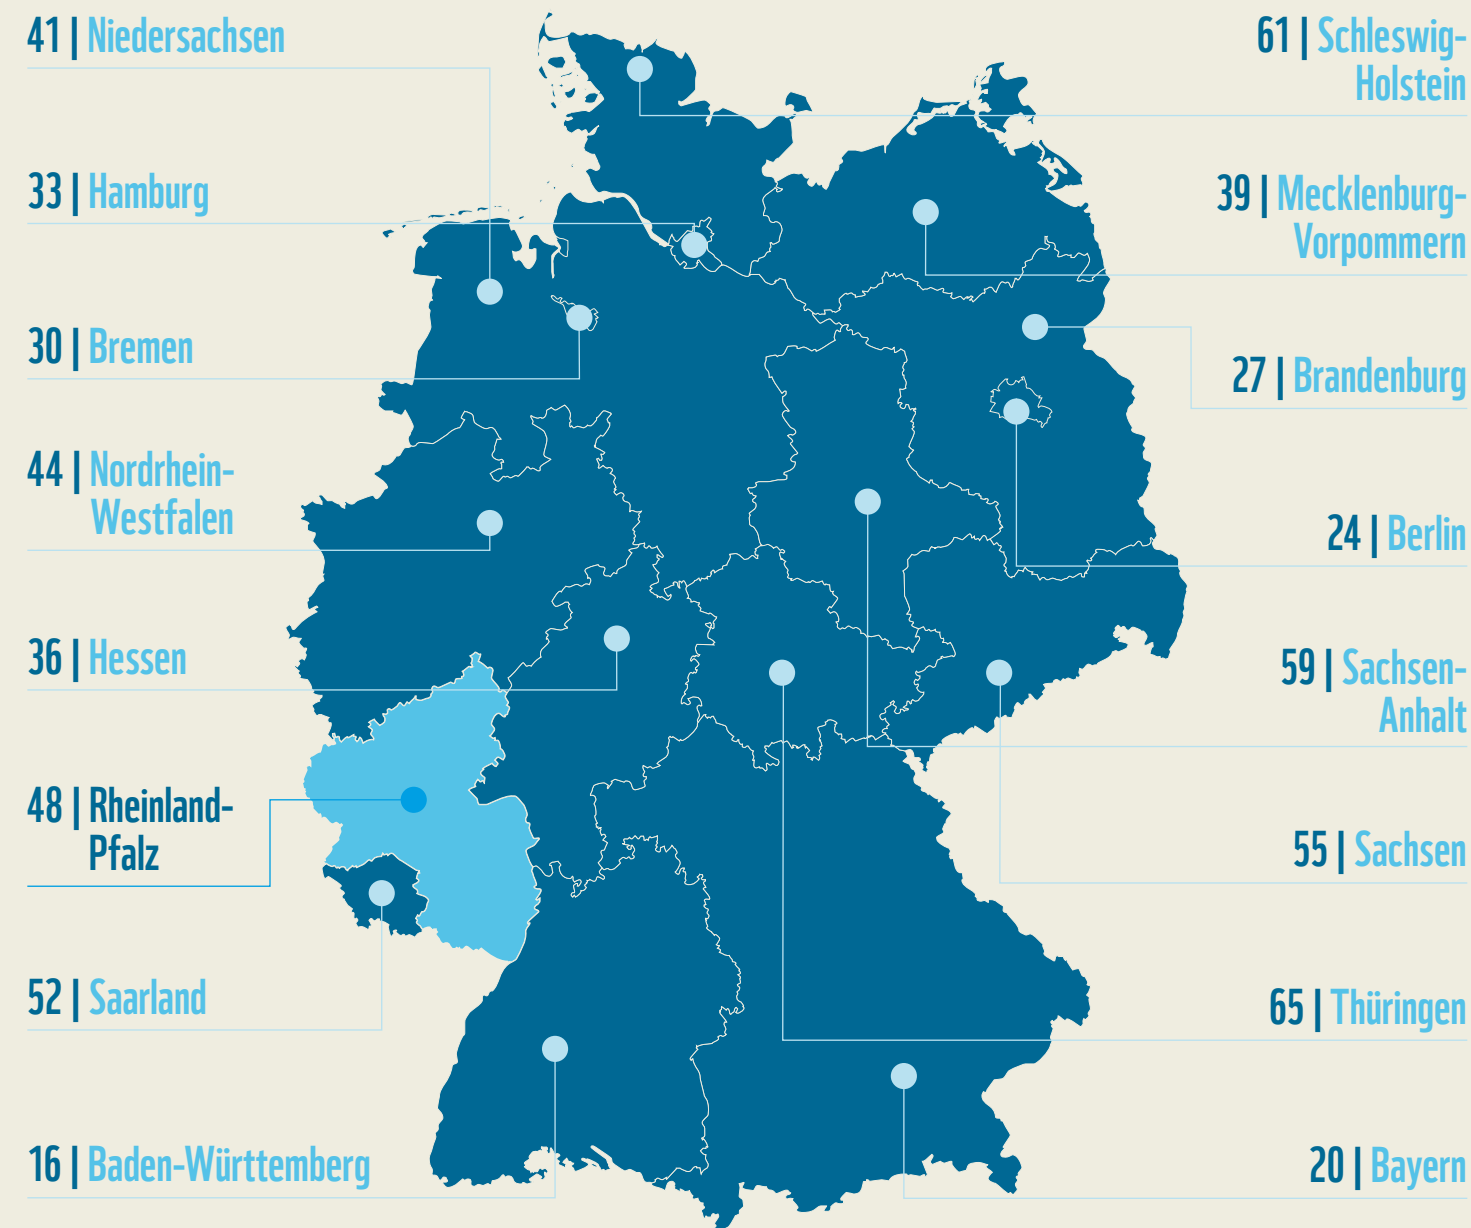 41 | Niedersachsen
33 | Hamburg
30 | Bremen
44 | Nordrhein-
Westfalen
36 | Hessen
48 | Rheinland-
Pfalz
52 | Saarland
16 | Baden-Württemberg
61 | Schleswig-
Holstein
39 | Mecklenburg-
Vorpommern
27 | Brandenburg
24 | Berlin
59 | Sachsen-
Anhalt
55 | Sachsen
65 | Thüringen
20 | Bayern